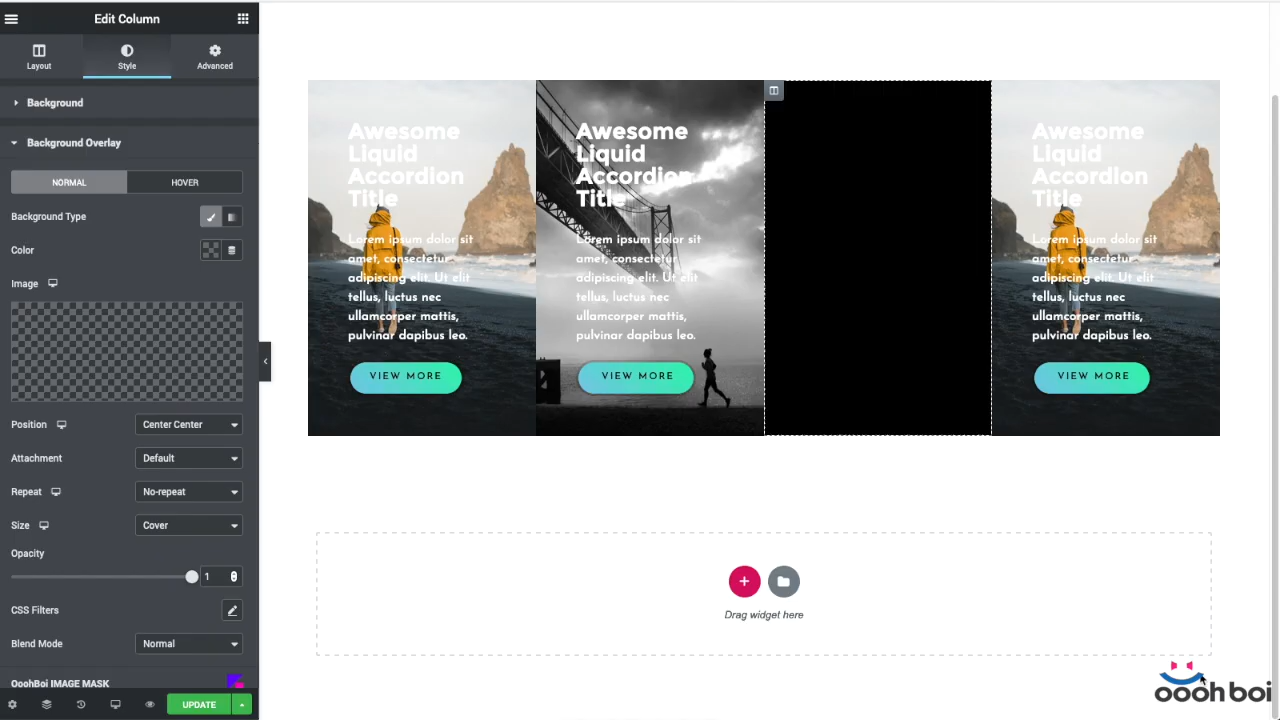 Edit Column
Layout
Style
Advanced
Background
Background Overlay
NORMAL
HOVER
Background Type
Color
Image
Position
Center Center
Attachment
Default
Repeat
No-repeat
Size
Cover
Opacity
1
CSS Filters
Blend Mode
Normal
OoohBoi IMAGE MASK
UPDATE
Awesome
Liquid
Accordion
Title
Lorem ipsum dolor sit
amet, consectetur
adipiscing elit. Ut elit
tellus, luctus nec
ullamcorper mattis,
pulvinar dapibus leo.
VIEW MORE
Awesome
Liquid
Accordion
Title
Lorem ipsum dolor sit
amet, consectetur
adipiscing elit. Ut elit
tellus, luctus nec
ullamcorper mattis,
pulvinar dapibus leo.
VIEW MORE
Awesome
Liquid
Accordion
Title
Lorem ipsum dolor sit
amet, consectetur
adipiscing elit. Ut elit
tellus, luctus nec
ullamcorper mattis,
pulvinar dapibus leo.
VIEW MORE
Drag widget here
oooh boi